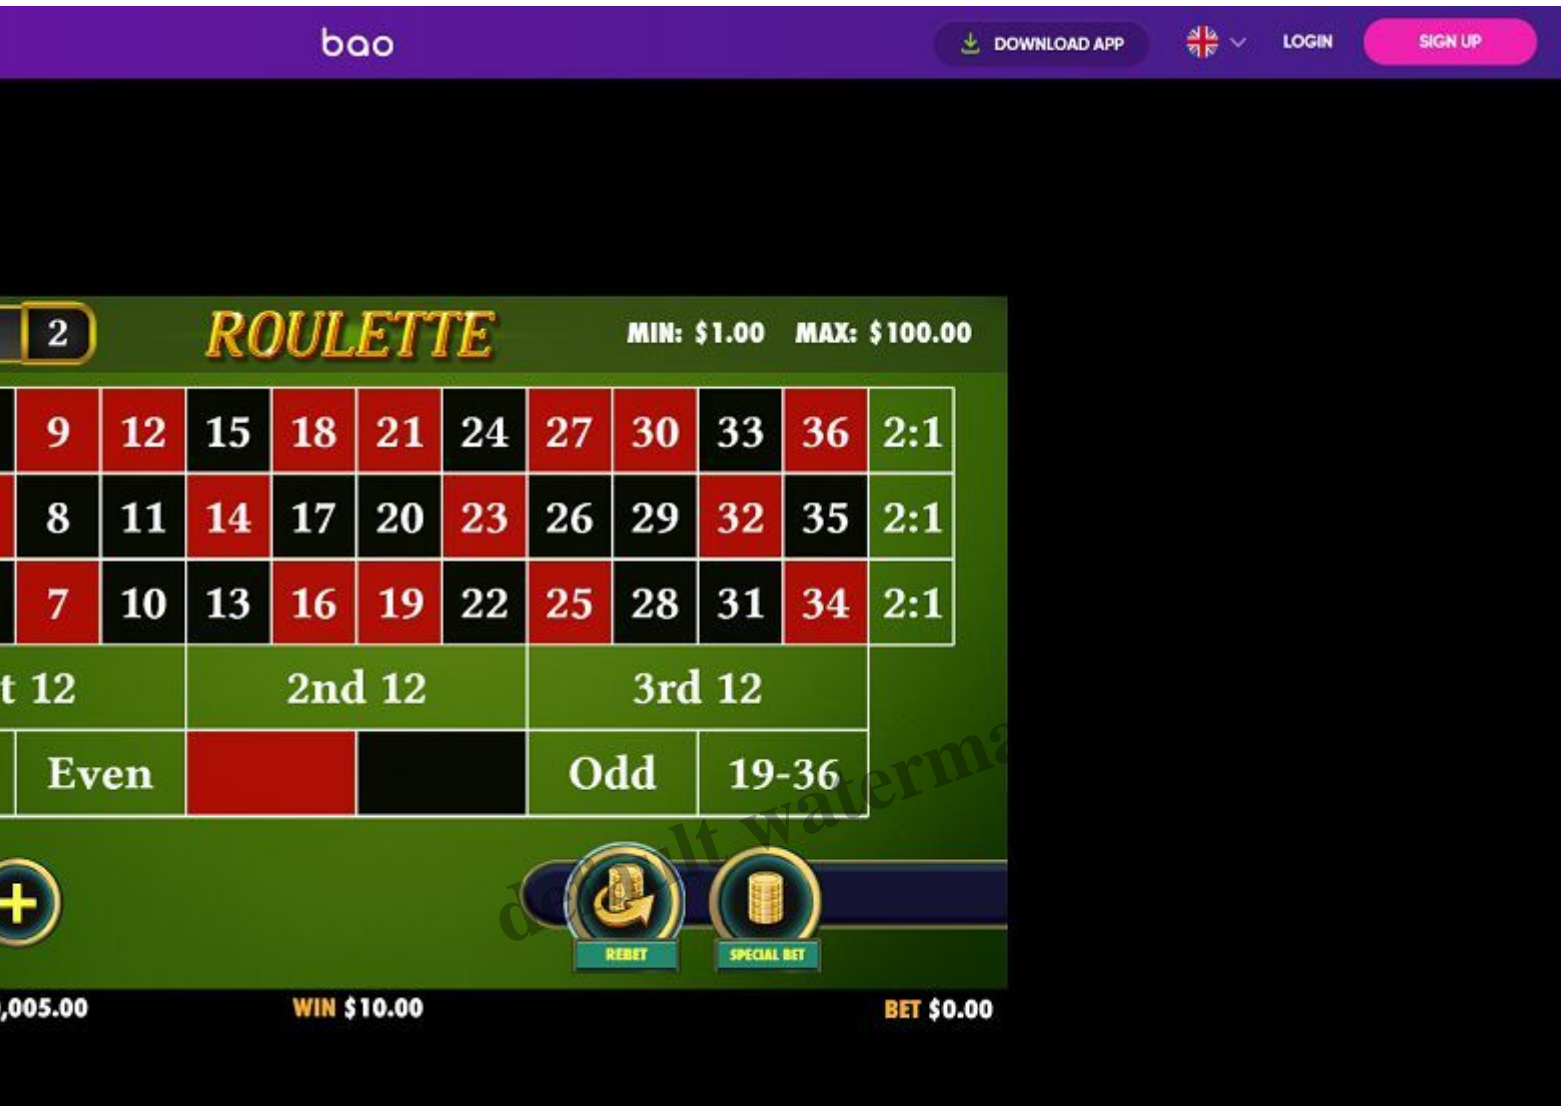 bao DOWNLOAD APP LOGIN SIGN UP
2 ROULETTE MIN: $1.00 MAX: $100.00
9 12 15 18 21 24 27 30 33 36 2:1
8 11 14 17 20 23 26 29 32 35 2:1
7 10 13 16 19 22 25 28 31 34 2:1
t 12 2nd 12 3rd 12
Even Odd 19-36
default waterma
REBET SPECIAL BET
,005.00 WIN $10.00 BET $0.00